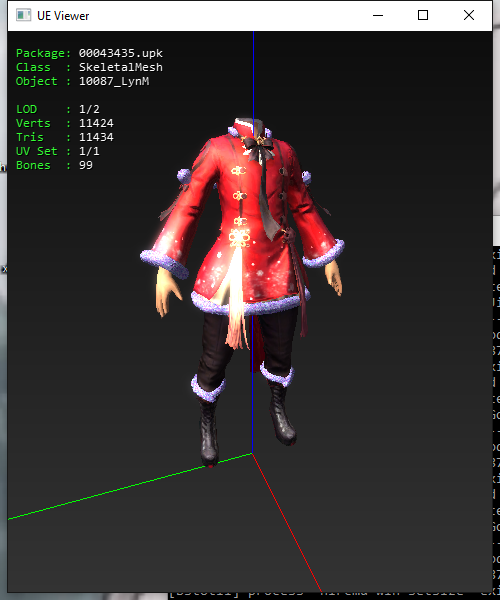 UE Viewer
Package: 00043435.upk
Class : SkeletalMesh
Object : 10087_LynM
LOD : 1/2
Verts : 11424
Tris : 11434
UV Set : 1/1
Bones : 99